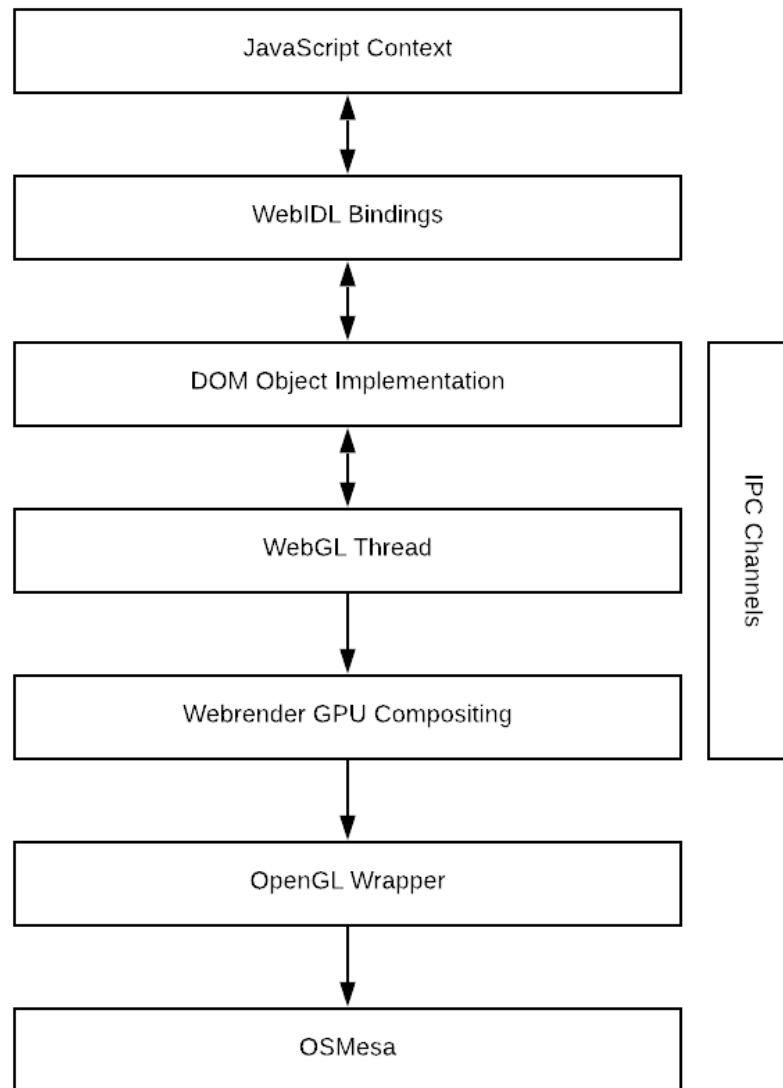 JavaScript Context
WebIDL Bindings
DOM Object Implementation
WebGL Thread
IPC Channels
Webrender GPU Compositing
OpenGL Wrapper
OSMesa